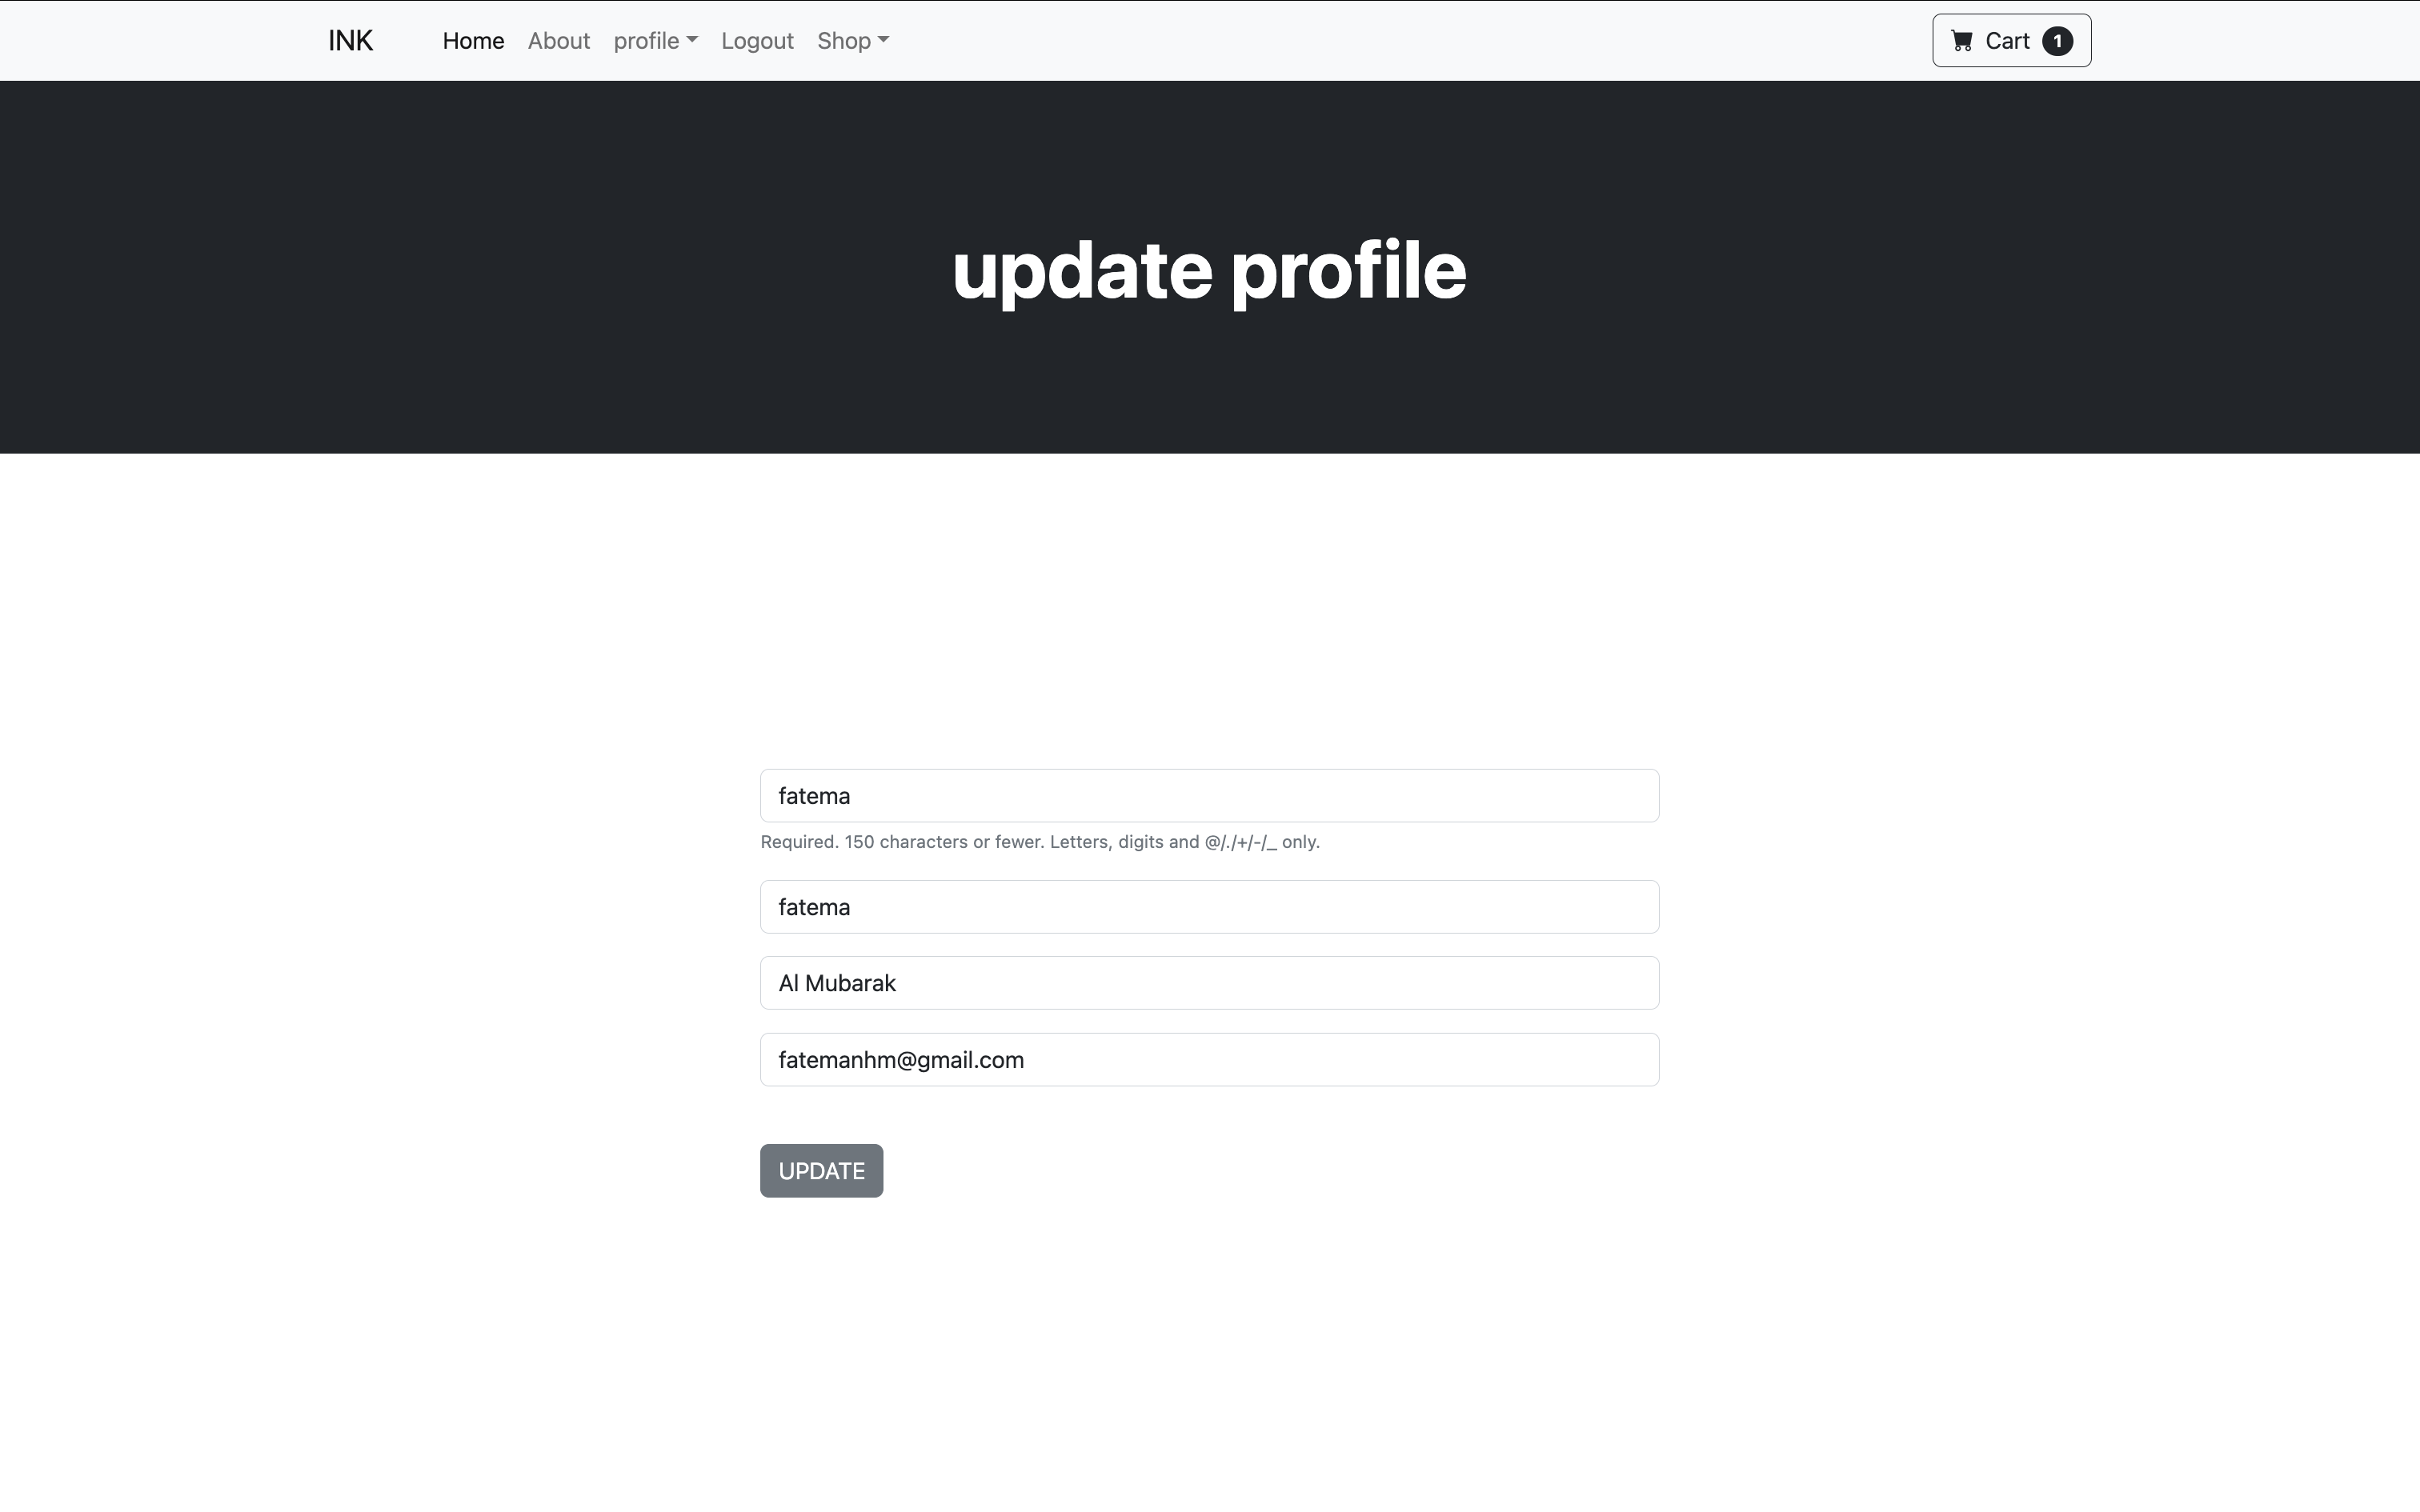 INK Home About profile Logout Shop Cart 1
update profile
fatema
Required. 150 characters or fewer. Letters, digits and @/./+/-/_ only.
fatema
Al Mubarak
fatemanhm@gmail.com
UPDATE